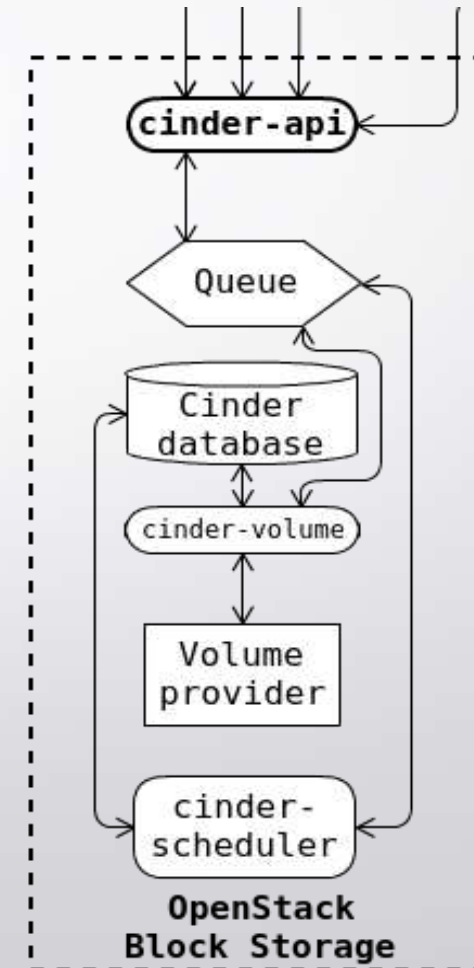 cinder-api
Queue
Cinder
database
cinder-volume
Volume
provider
cinder-
scheduler
OpenStack
Block Storage